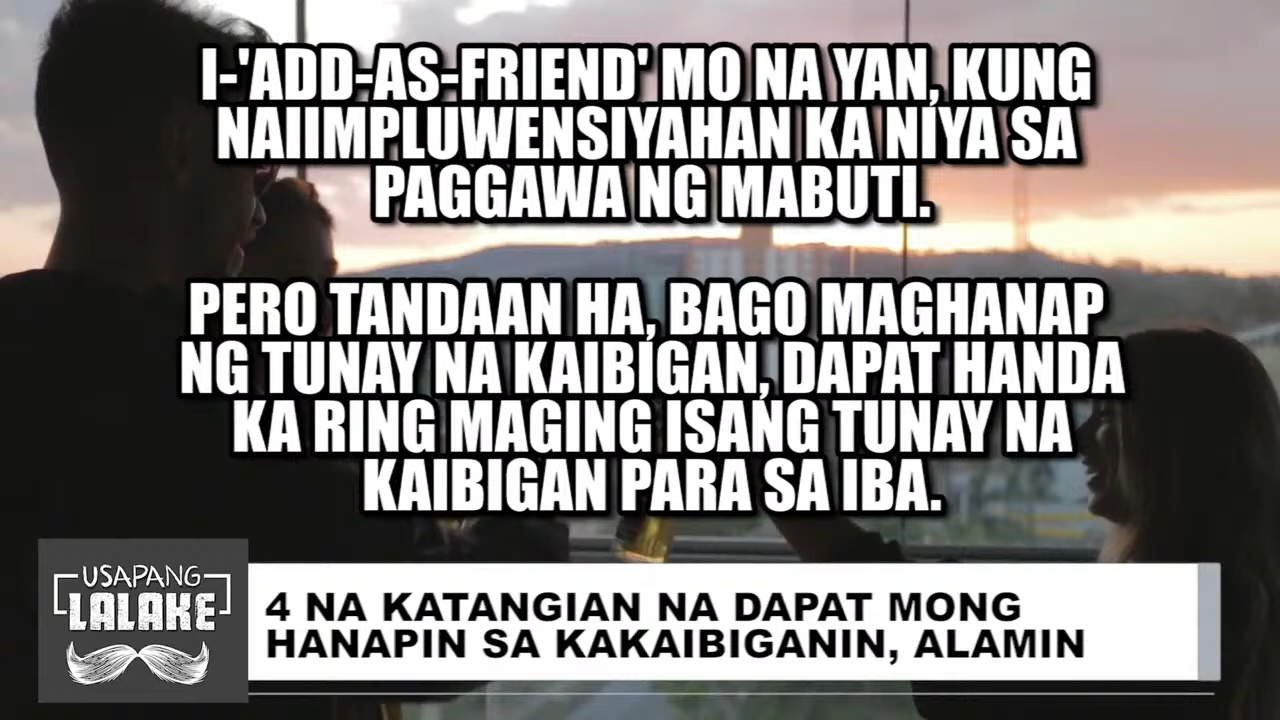 I-'ADD-AS-FRIEND' MO NA YAN, KUNG
NAIIMPLUWENSIYAHAN KA NIYA SA
PAGGAWA NG MABUTI.
PERO TANDAAN HA, BAGO MAGHANAP
NG TUNAY NA KAIBIGAN, DAPAT HANDA
KA RING MAGING ISANG TUNAY NA
KAIBIGAN PARA SA IBA.
USAPANG
LALAKE
4 NA KATANGIAN NA DAPAT MONG
HANAPIN SA KAKAIBIGANIN, ALAMIN